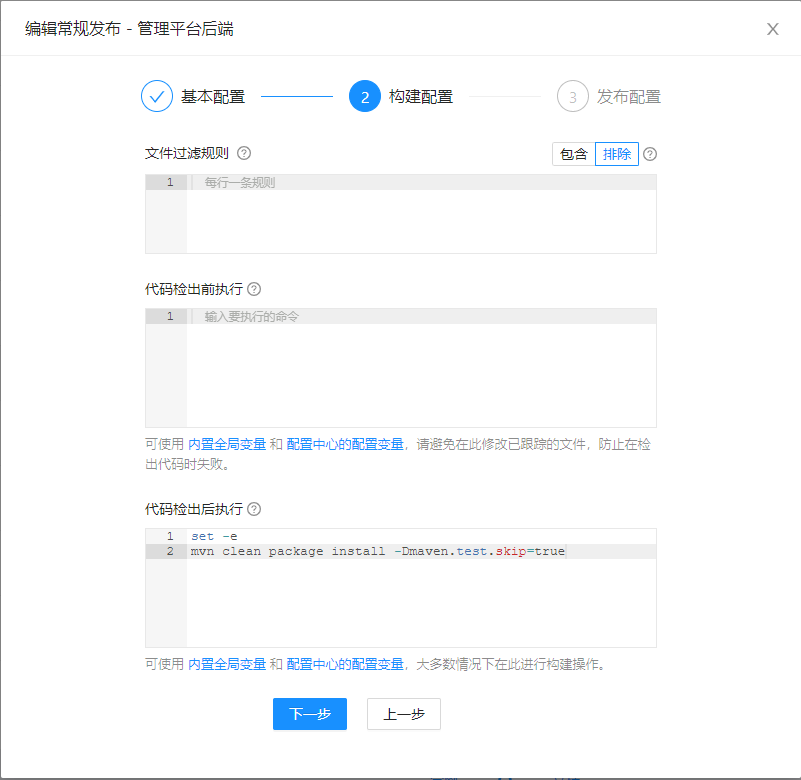 编辑常规发布 - 管理平台后端
X
基本配置
2 构建配置
3 发布配置
文件过滤规则 ?
包含 排除 ?
1 每行一条规则
代码检出前执行 ?
1 输入要执行的命令
可使用 内置全局变量 和 配置中心的配置变量，请避免在此修改已跟踪的文件，防止在检
出代码时失败。
代码检出后执行 ?
1 set -e
2 mvn clean package install -Dmaven.test.skip=true
可使用 内置全局变量 和 配置中心的配置变量，大多数情况下在此进行构建操作。
下一步 上一步